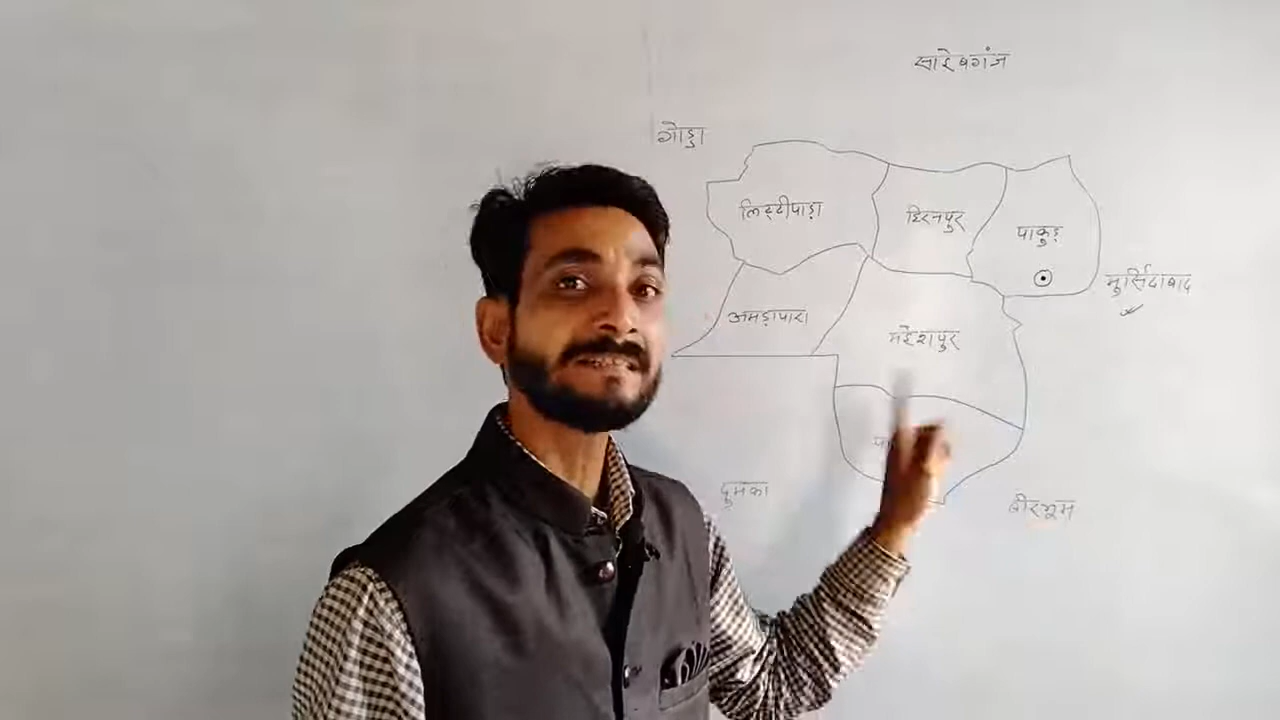 साहेबगंज
गोड्डा
लिट्टीपाड़ा
हिरनपुर
पाकुड़
मुर्सिदाबाद
अमड़ापारा
महेशपुर
दुमका
बीरभूम